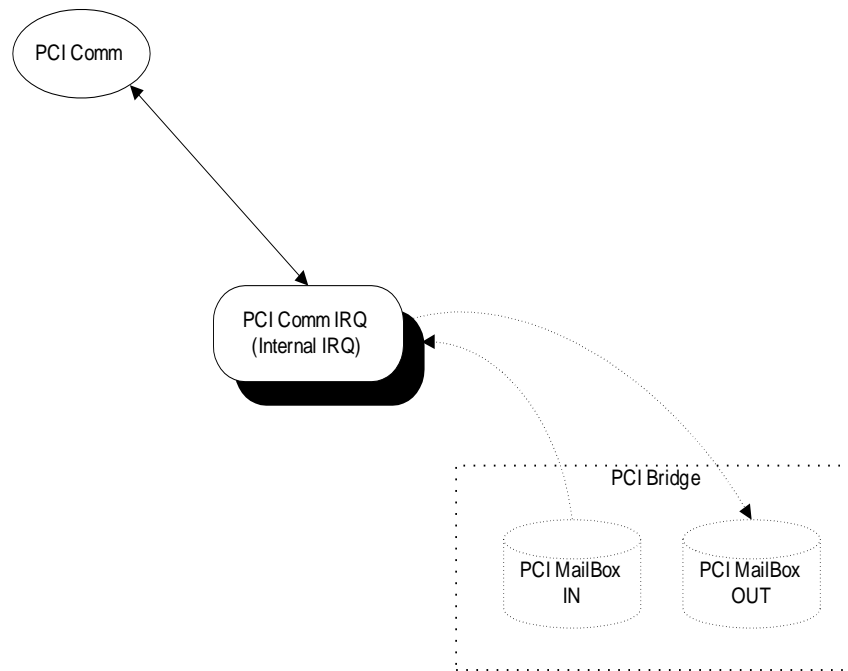 PCI Comm
PCI Comm IRQ
(Internal IRQ)
PCI Bridge
PCI MailBox
IN
PCI MailBox
OUT